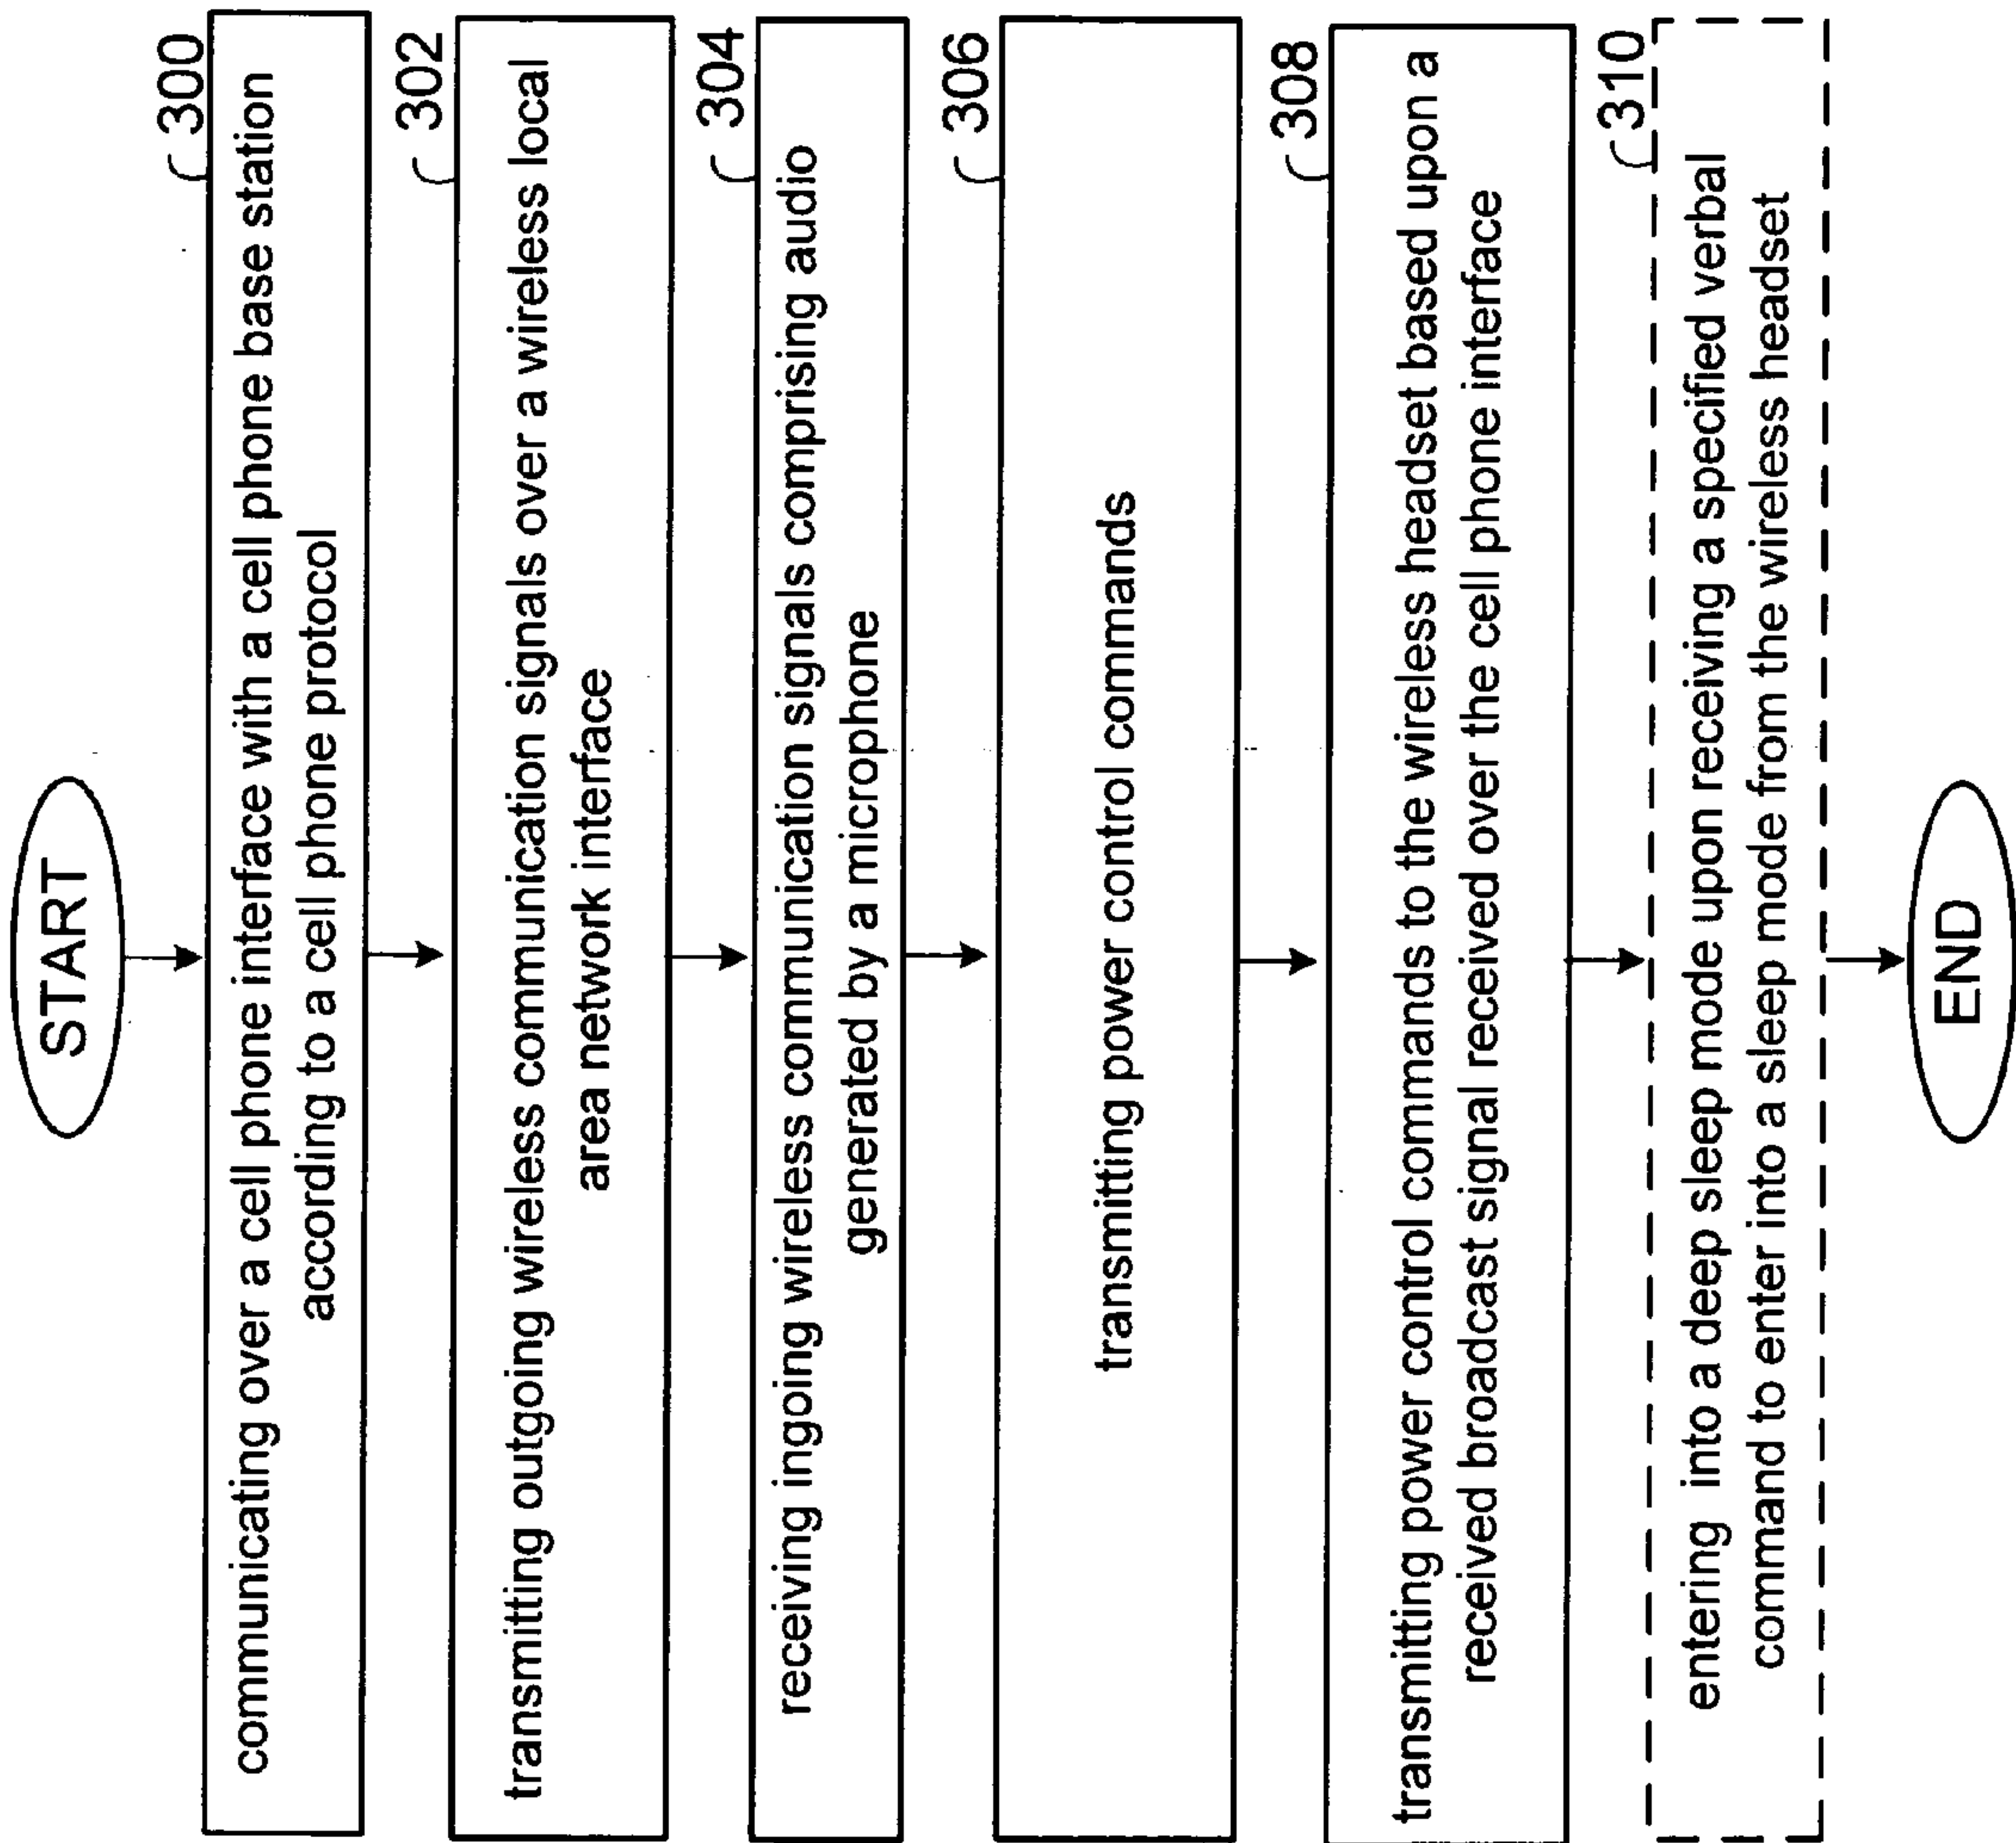 START
300
communicating over a cell phone interface with a cell phone base station
according to a cell phone protocol
302
transmitting outgoing wireless communication signals over a wireless local
area network interface
304
receiving ingoing wireless communication signals comprising audio
generated by a microphone
306
transmitting power control commands
308
transmitting power control commands to the wireless headset based upon a
received broadcast signal received over the cell phone interface
310
entering into a deep sleep mode upon receiving a specified verbal
command to enter into a sleep mode from the wireless headset
END